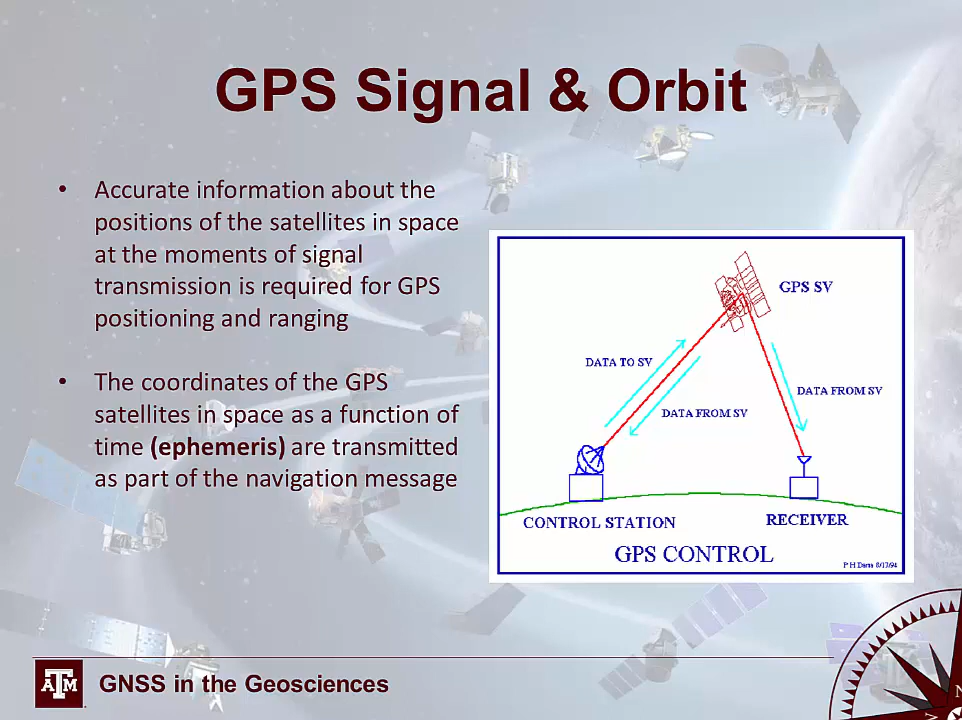 GPS Signal & Orbit
• Accurate information about the
positions of the satellites in space
at the moments of signal
transmission is required for GPS
positioning and ranging
• The coordinates of the GPS
satellites in space as a function of
time (ephemeris) are transmitted
as part of the navigation message
GPS SV
DATA TO SV
DATA FROM SV
DATA FROM SV
CONTROL STATION
RECEIVER
GPS CONTROL
P H Dana 8/17/94
ATM
GNSS in the Geosciences
N